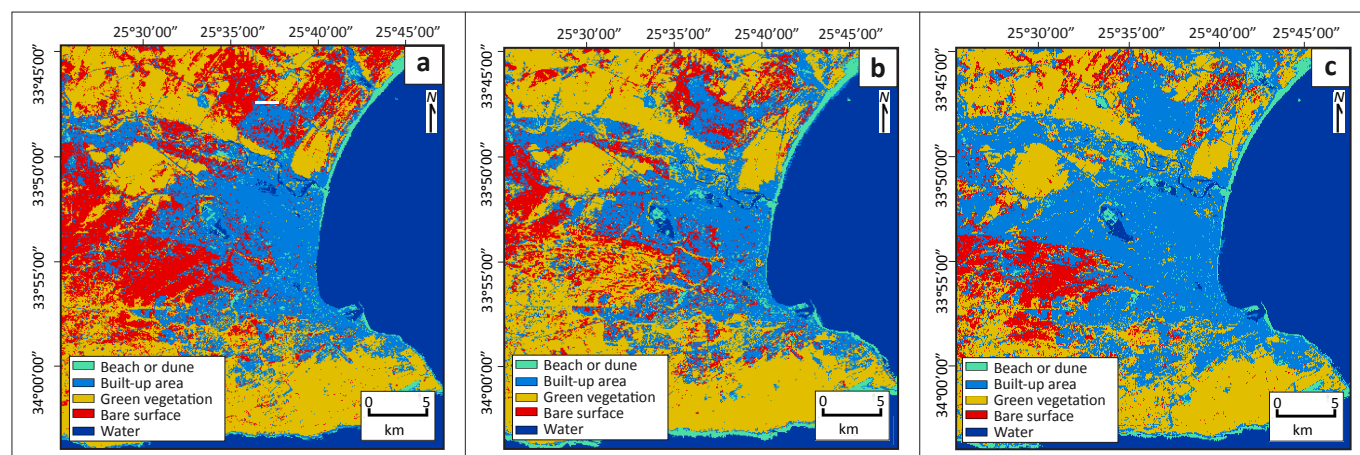 25°30’00” 25°35’00” 25°40’00” 25°45’00”
a
N
33°45’00”
33°50’00”
33°55’00”
34°00’00”
Beach or dune
Built-up area
Green vegetation
Bare surface
Water
0 5
km
25°30’00” 25°35’00” 25°40’00” 25°45’00”
b
N
33°45’00”
33°50’00”
33°55’00”
34°00’00”
Beach or dune
Built-up area
Green vegetation
Bare surface
Water
0 5
km
25°30’00” 25°35’00” 25°40’00” 25°45’00”
c
N
33°45’00”
33°50’00”
33°55’00”
34°00’00”
Beach or dune
Built-up area
Green vegetation
Bare surface
Water
0 5
km